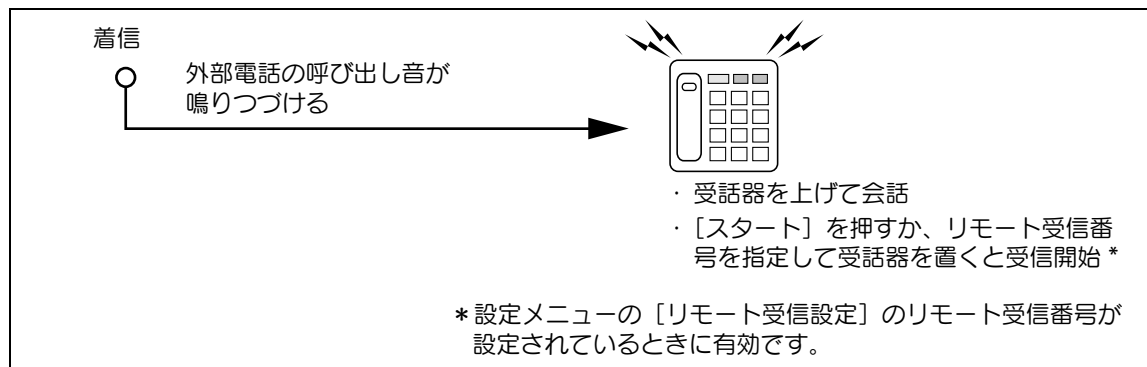 着信
外部電話の呼び出し音が
鳴りつづける
・ 受話器を上げて会話
・［スタート］を押すか、リモート受信番
号を指定して受話器を置くと受信開始 *
* 設定メニューの［リモート受信設定］のリモート受信番号が
設定されているときに有効です。